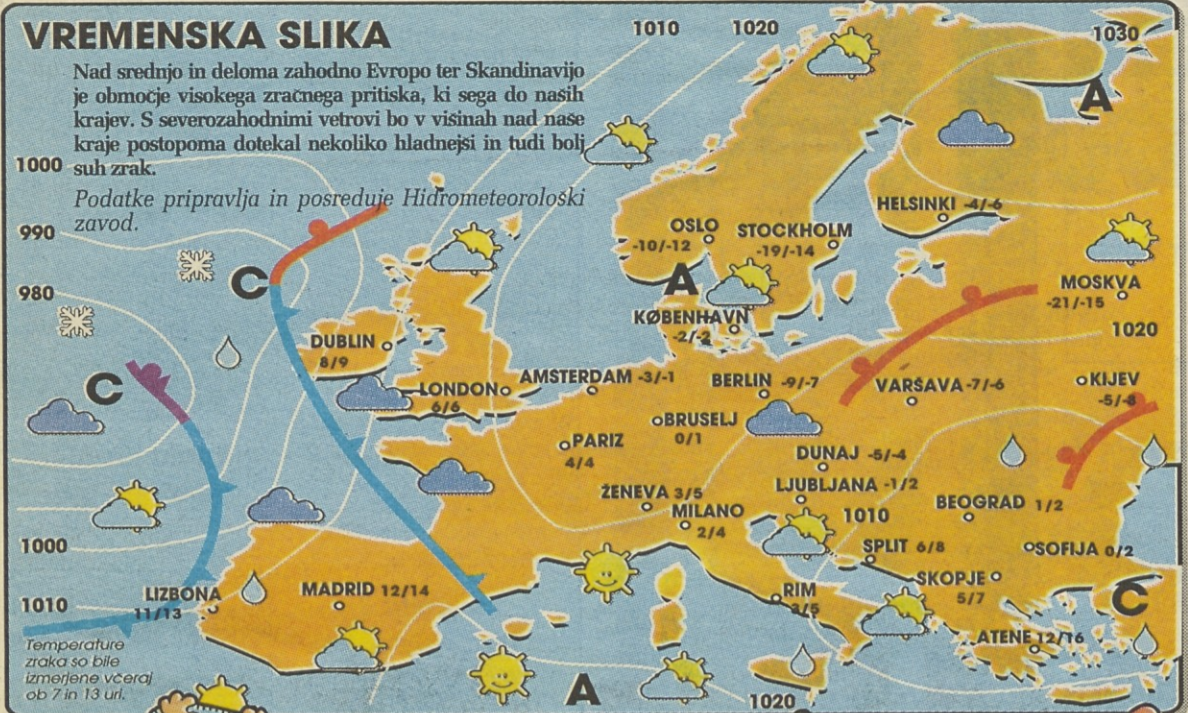 VREMENSKA SLIKA
Nad srednjo in deloma zahodno Evropo ter Skandinavijo
je območje visokega zračnega pritiska, ki sega do naših
krajev. S severozahodnimi vetrovi bo v višinah nad naše
kraje postopoma dotekal nekoliko hladnejši in tudi bolj
suh zrak.
Podatke pripravlja in posreduje Hidrometeorološki
zavod.
1010
1020
1030
A
1000
990
980
C
C
HELSINKI -4/-6
OSLO
-10/-12
STOCKHOLM
-19/-14
A
MOSKVA
-21/-15
KØBENHAVN
-2/-2
1020
DUBLIN
8/9
LONDON
6/6
AMSTERDAM -3/-1
BERLIN -9/-7
VARŠAVA -7/-6
KIJEV
-5/-8
BRUSELJ
0/1
PARIZ
4/4
DUNAJ -5/-4
ŽENEVA 3/5
LJUBLJANA -1/2
MILANO
2/4
BEOGRAD 1/2
1010
1000
SPLIT 6/8
SOFIJA 0/2
1010
LIZBONA
11/13
MADRID 12/14
RIM
3/5
SKOPJE
5/7
C
ATENE 12/16
Temperature
zraka so bile
izmerjene včeraj
ob 7 in 13 uri.
A
1020